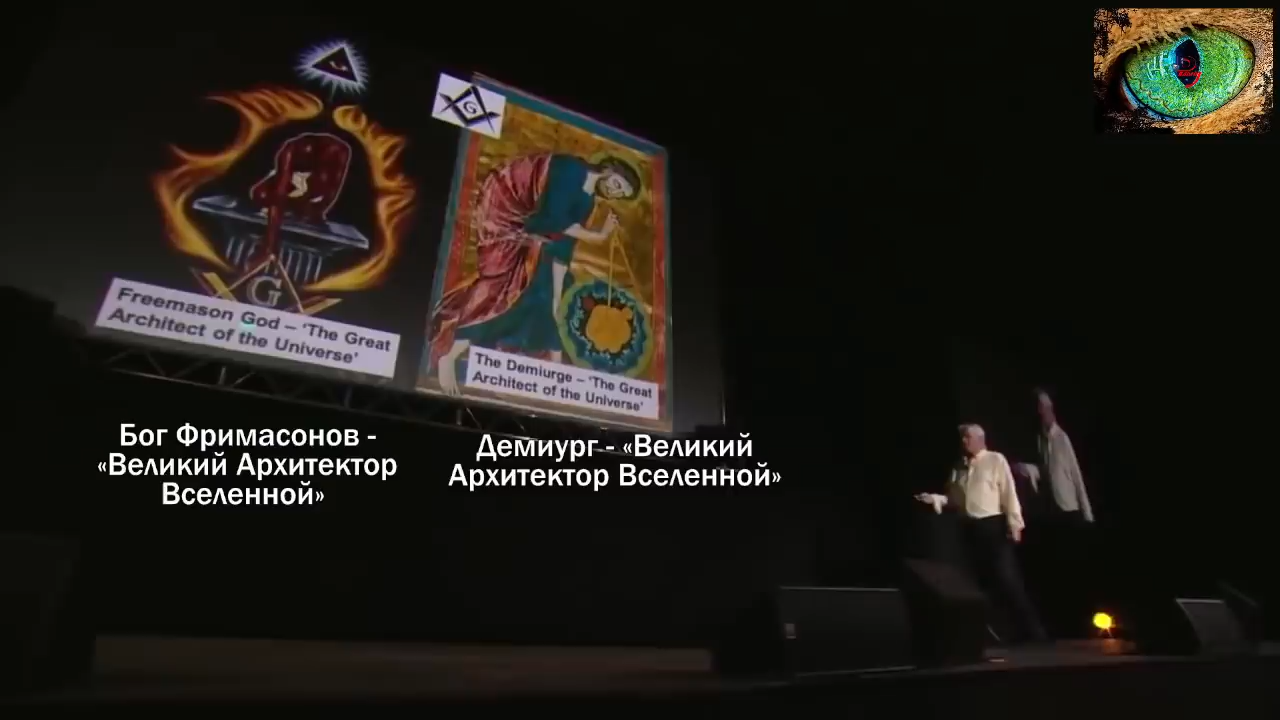 G
Freemason God – 'The Great
Architect of the Universe'
G
The Demiurge – 'The Great
Architect of the Universe'
Бог Фримасонов -
«Великий Архитектор
Вселенной»
Демиург - «Великий
Архитектор Вселенной»